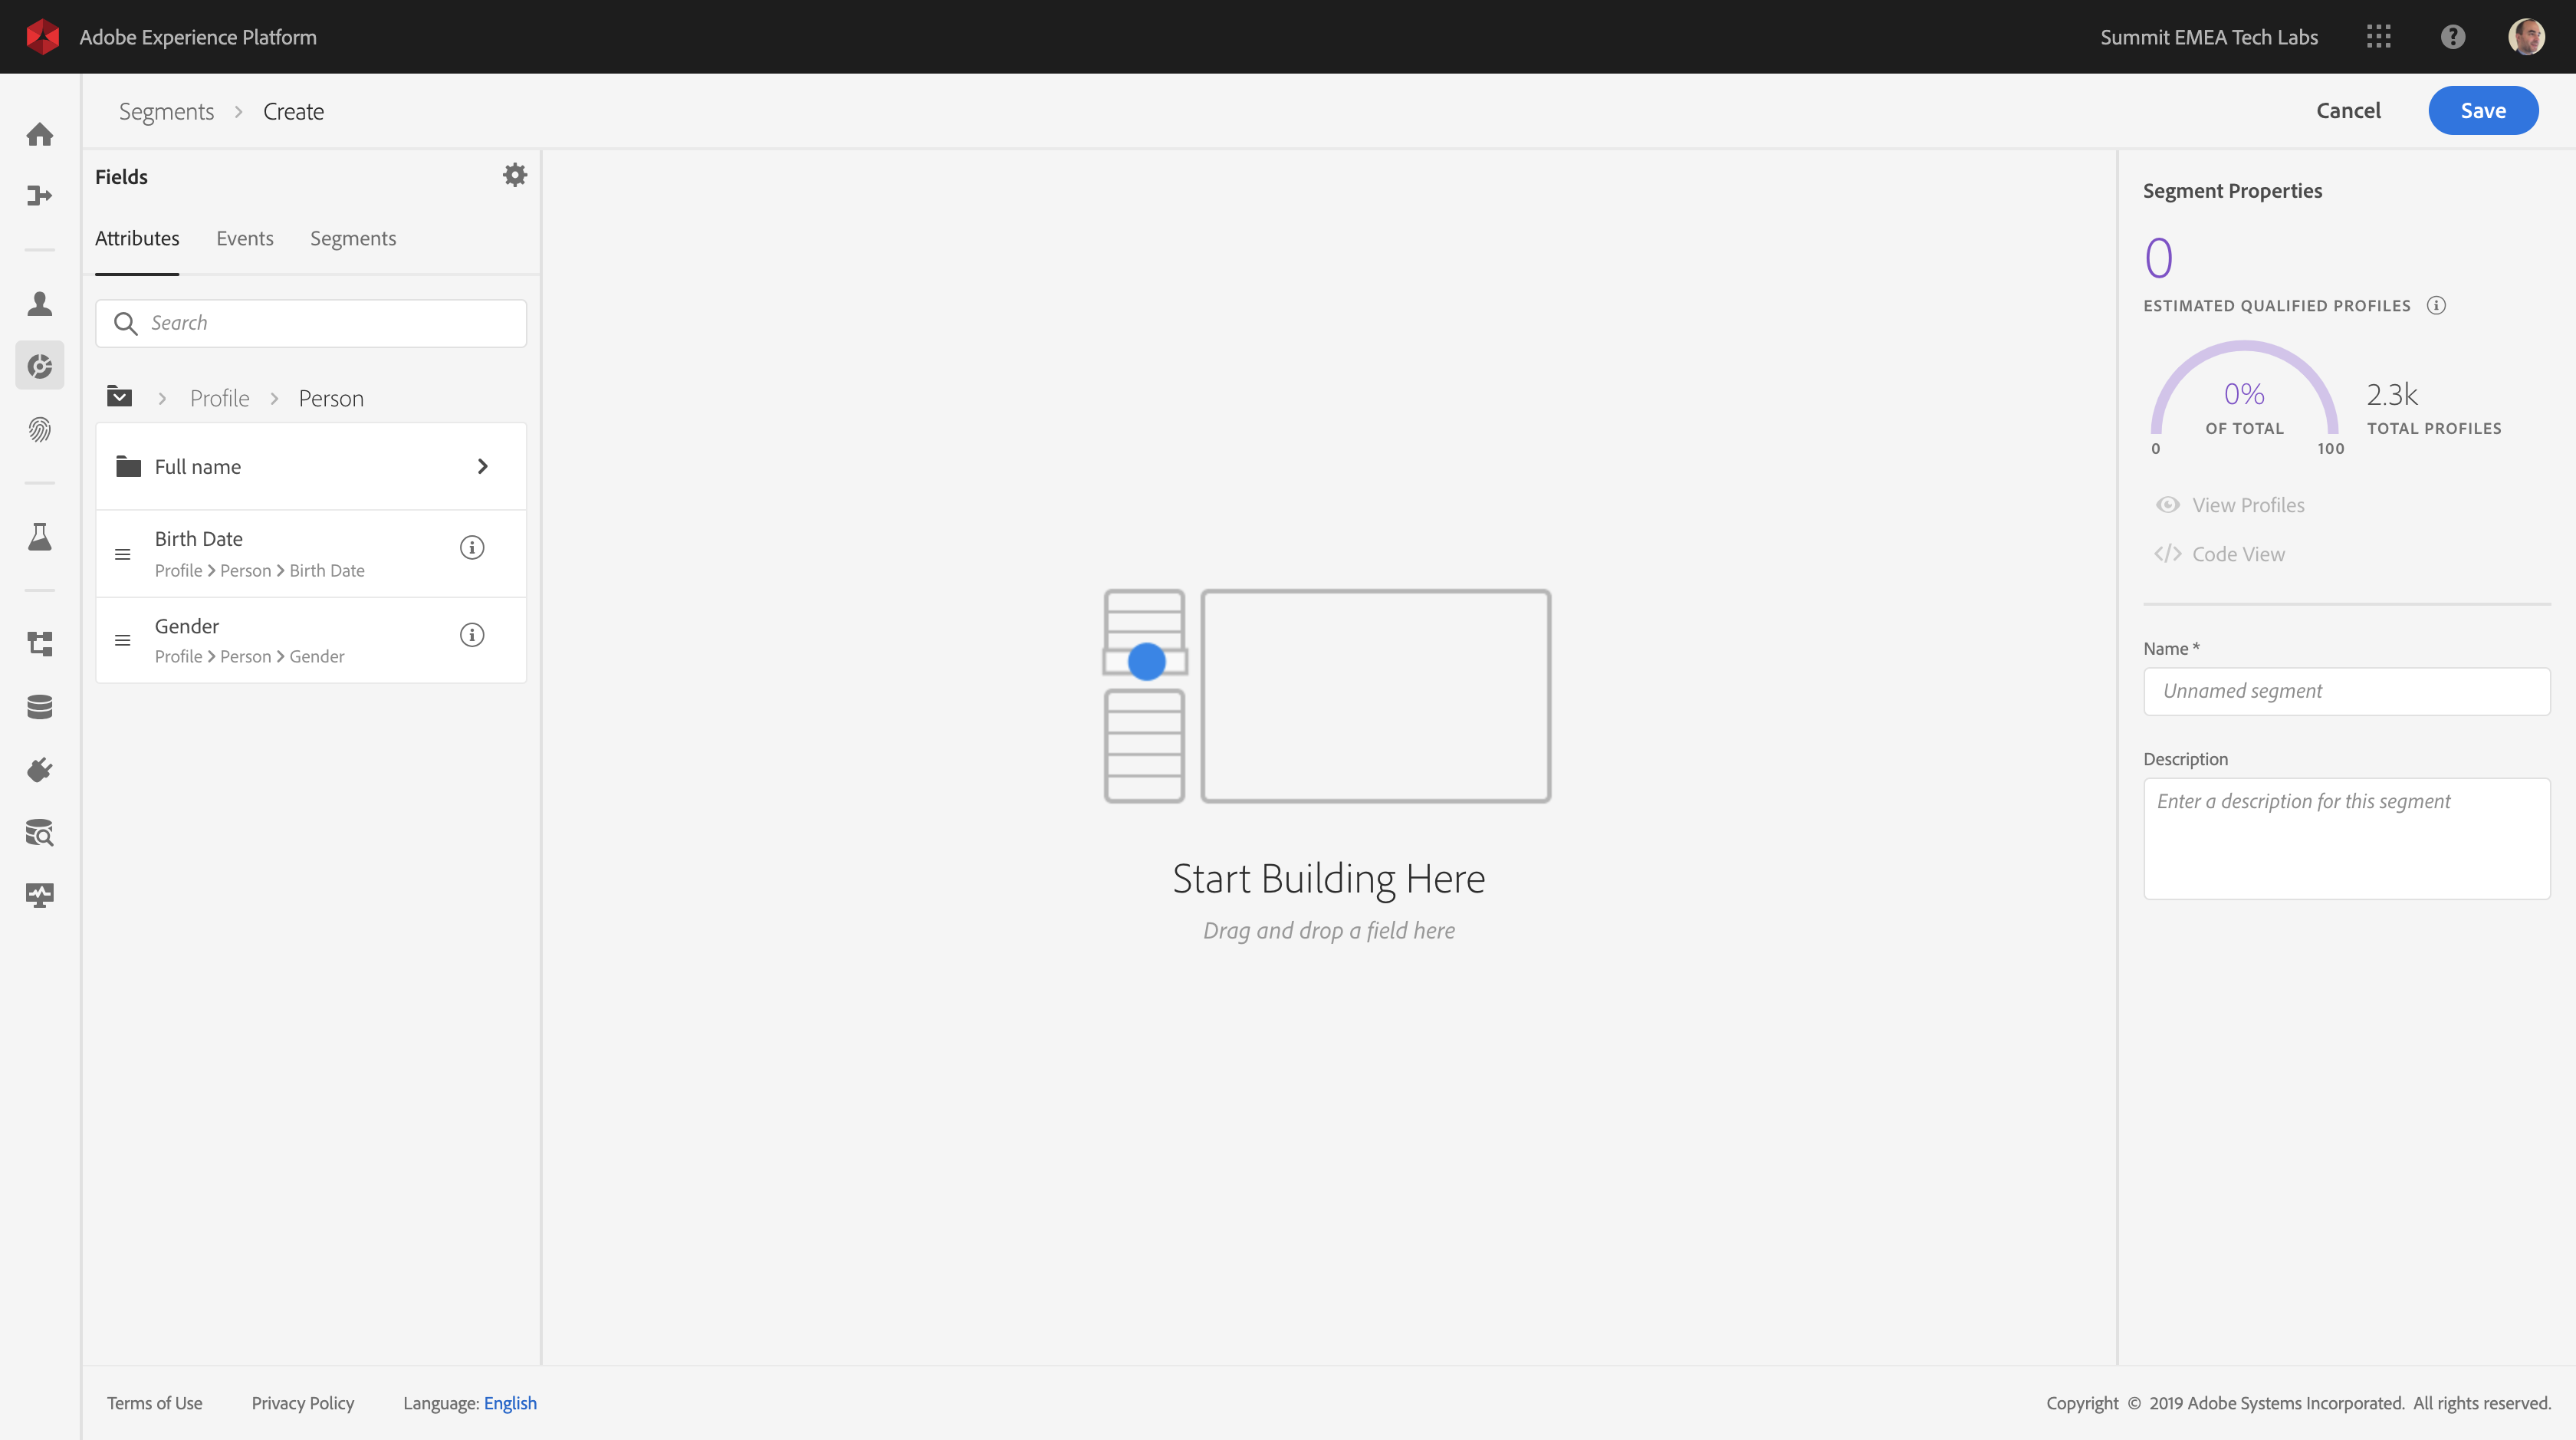 Adobe Experience Platform
Summit EMEA Tech Labs
Segments > Create
Cancel
Save
Fields
Attributes
Events
Segments
Search
Profile > Person
Full name
Birth Date
Profile > Person > Birth Date
Gender
Profile > Person > Gender
Start Building Here
Drag and drop a field here
Segment Properties
0
ESTIMATED QUALIFIED PROFILES
0%
OF TOTAL
0
100
2.3k
TOTAL PROFILES
View Profiles
</> Code View
Name *
Unnamed segment
Description
Enter a description for this segment
Terms of Use
Privacy Policy
Language: English
Copyright © 2019 Adobe Systems Incorporated. All rights reserved.